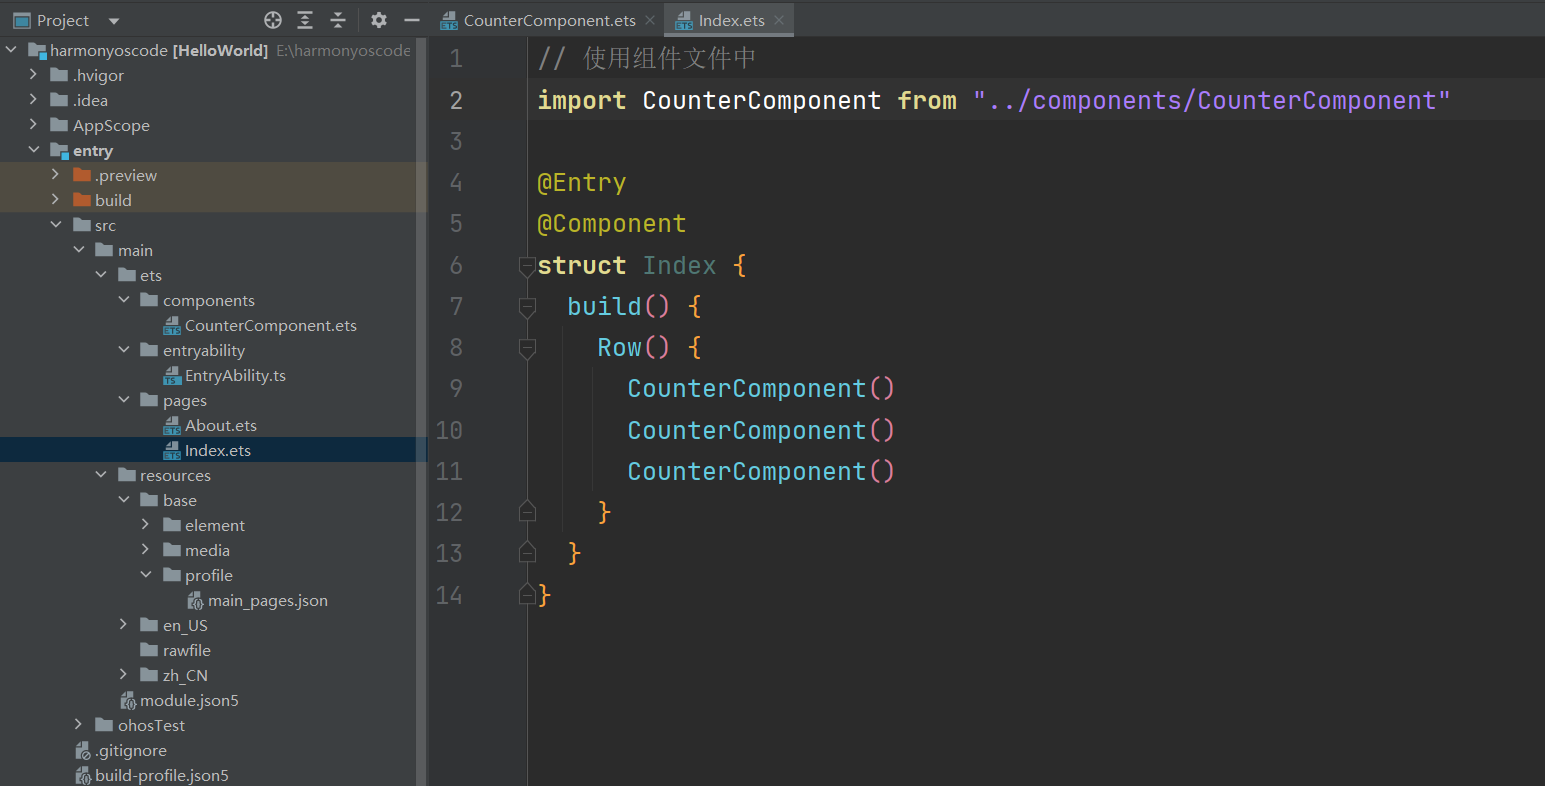 Project
harmonyoscode [HelloWorld] E:\harmonyoscode
.hvigor
.idea
AppScope
entry
.preview
build
src
main
ets
components
CounterComponent.ets
entryability
EntryAbility.ts
pages
About.ets
Index.ets
resources
base
element
media
profile
main_pages.json
en_US
rawfile
zh_CN
module.json5
ohosTest
.gitignore
build-profile.json5
CounterComponent.ets Index.ets
1 // 使用组件文件中
2 import CounterComponent from "../components/CounterComponent"
3
4 @Entry
5 @Component
6 struct Index {
7 build() {
8 Row() {
9 CounterComponent()
10 CounterComponent()
11 CounterComponent()
12 }
13 }
14 }